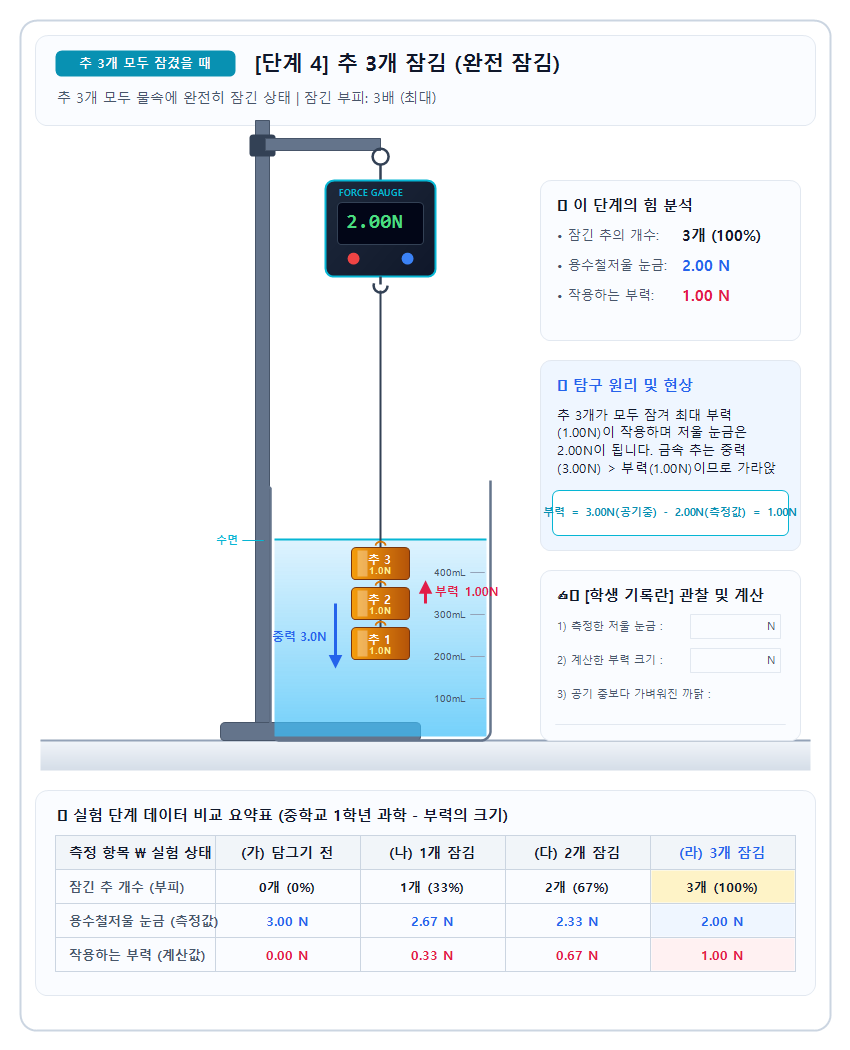 추 3개 모두 잠겼을 때
[단계 4] 추 3개 잠김 (완전 잠김)
추 3개 모두 물속에 완전히 잠긴 상태 | 잠긴 부피: 3배 (최대)
FORCE GAUGE
2.00N
이 단계의 힘 분석
• 잠긴 추의 개수: 3개 (100%)
• 용수철저울 눈금: 2.00 N
• 작용하는 부력: 1.00 N
탐구 원리 및 현상
추 3개가 모두 잠겨 최대 부력
(1.00N)이 작용하며 저울 눈금은
2.00N이 됩니다. 금속 추는 중력
(3.00N) > 부력(1.00N)이므로 가라앉
부력 = 3.00N(공기중) - 2.00N(측정값) = 1.00N
수면
추 3
1.0N
추 2
1.0N
추 1
1.0N
부력 1.00N
중력 3.0N
400mL
300mL
200mL
100mL
✍ [학생 기록란] 관찰 및 계산
1) 측정한 저울 눈금 : N
2) 계산한 부력 크기 : N
3) 공기 중보다 가벼워진 까닭 :
실험 단계 데이터 비교 요약표 (중학교 1학년 과학 - 부력의 크기)
측정 항목 ₩ 실험 상태 (가) 담그기 전 (나) 1개 잠김 (다) 2개 잠김 (라) 3개 잠김
잠긴 추 개수 (부피) 0개 (0%) 1개 (33%) 2개 (67%) 3개 (100%)
용수철저울 눈금 (측정값) 3.00 N 2.67 N 2.33 N 2.00 N
작용하는 부력 (계산값) 0.00 N 0.33 N 0.67 N 1.00 N